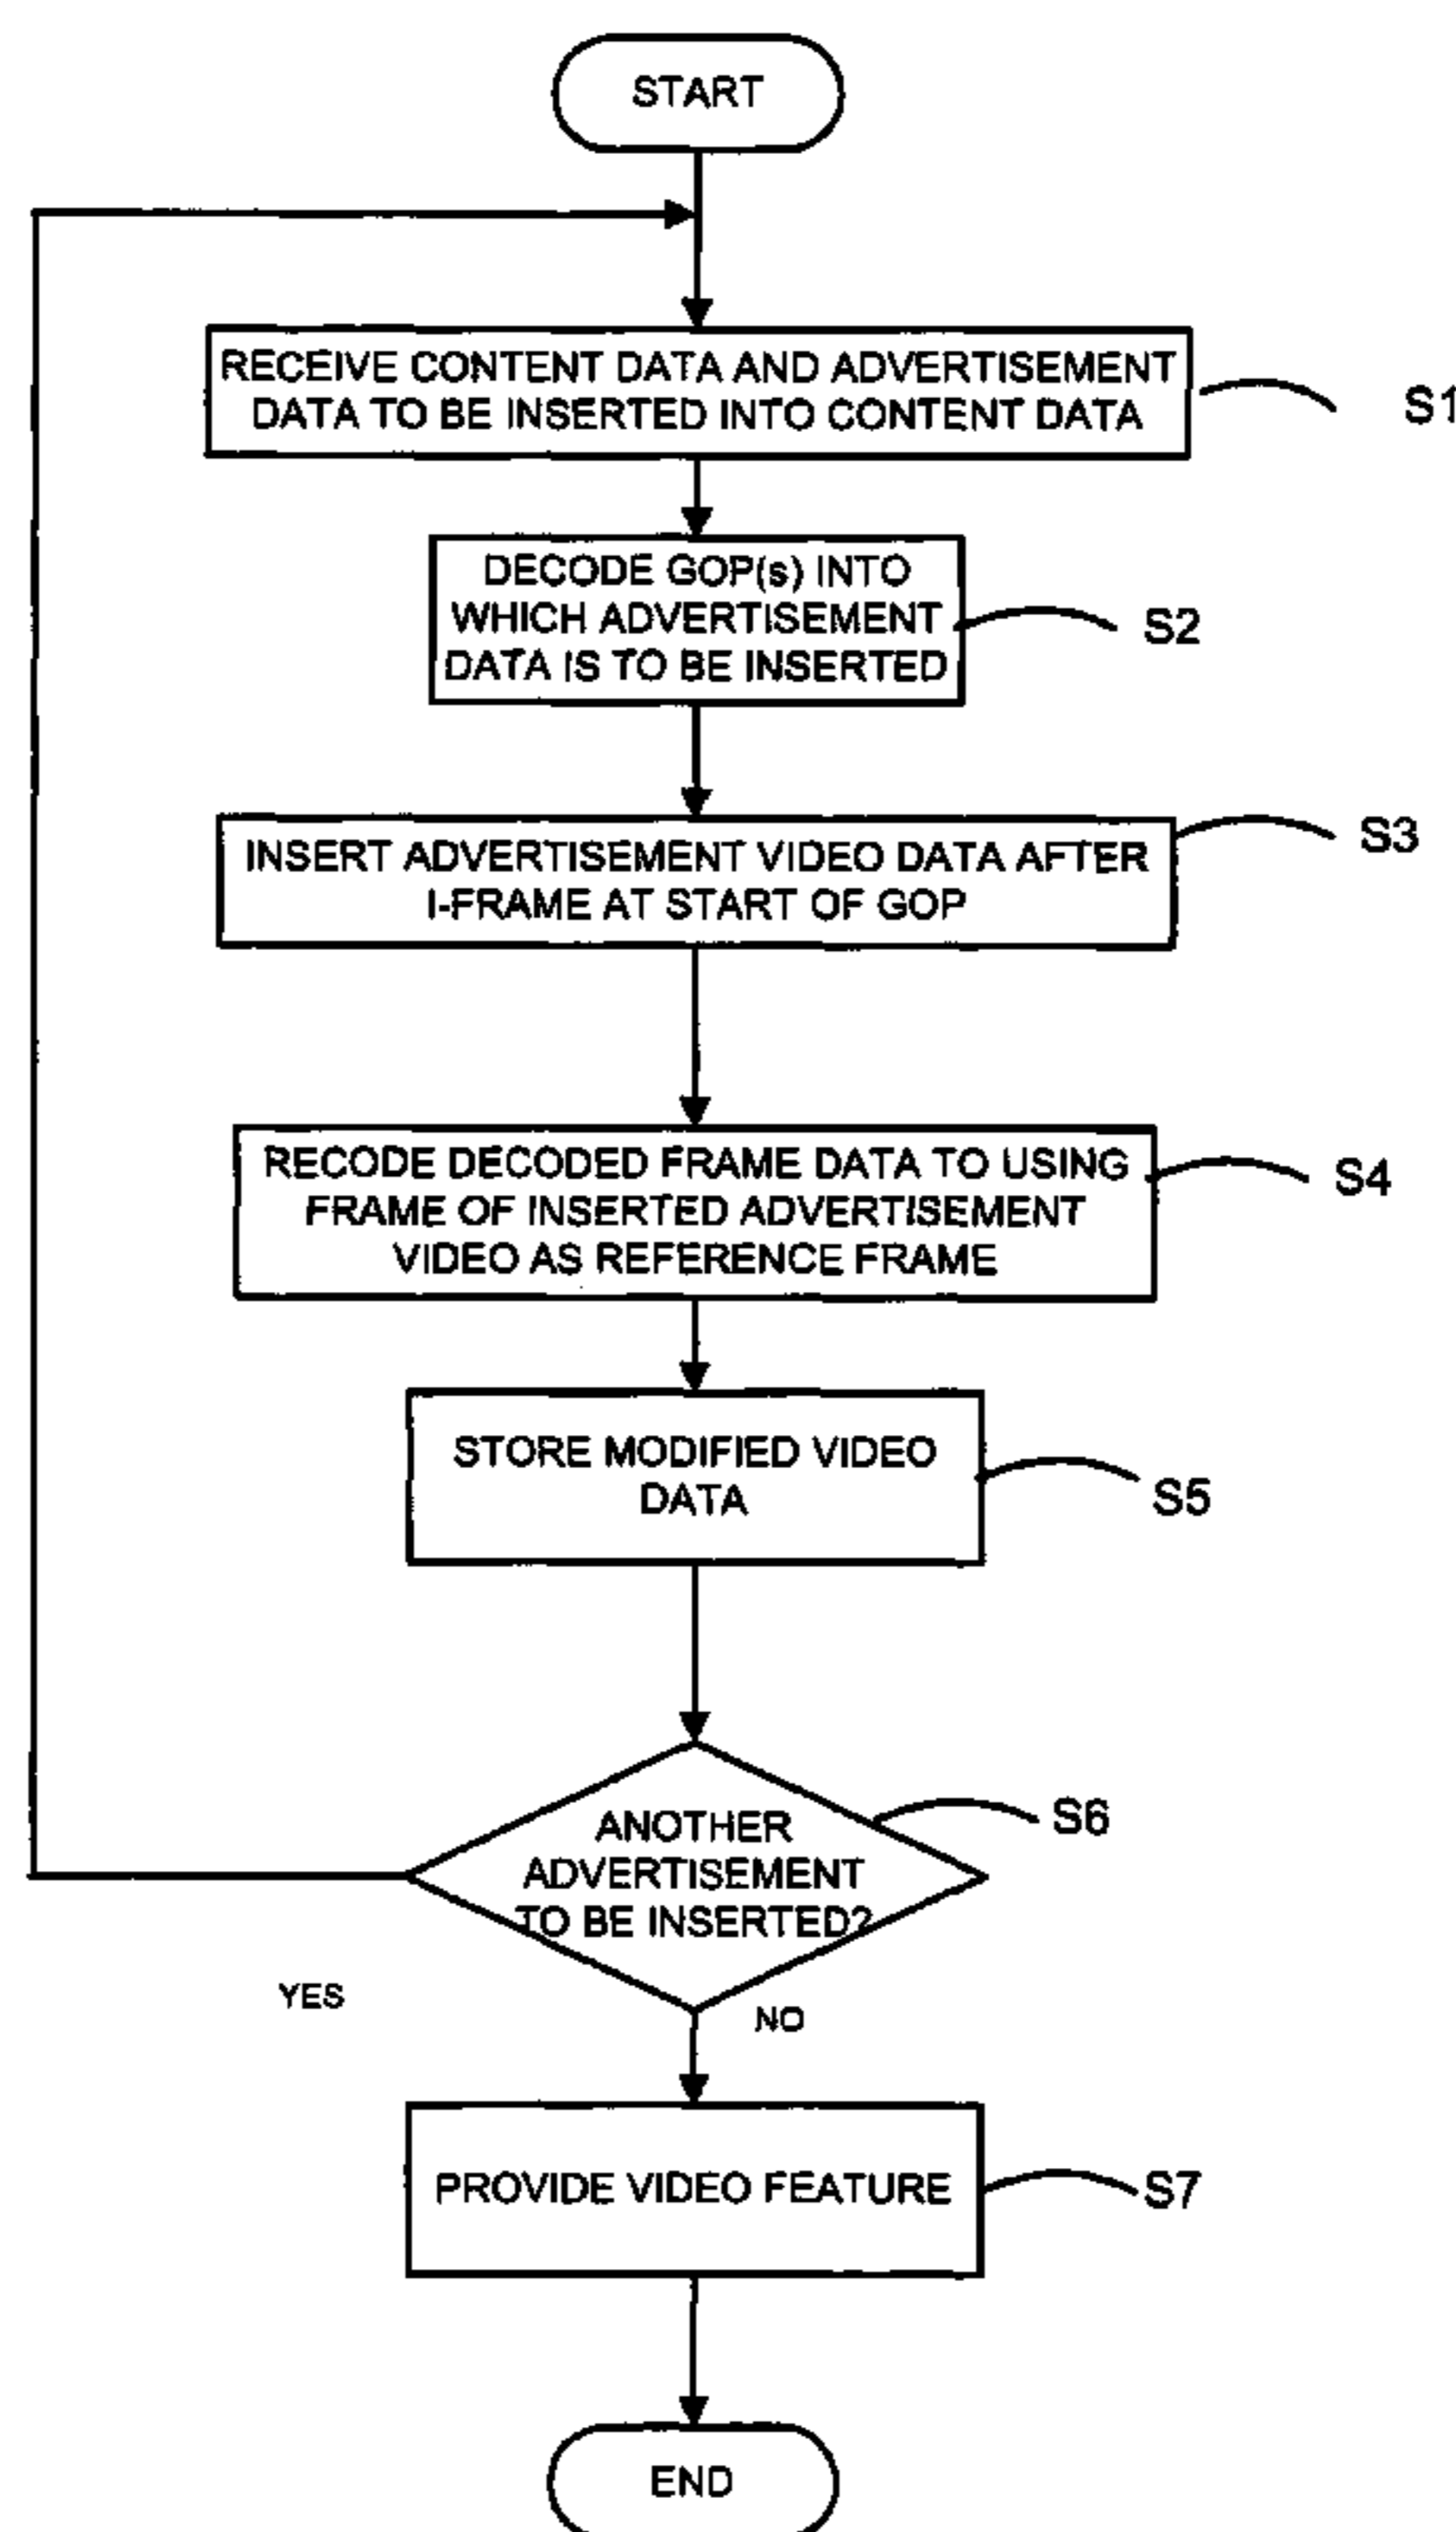 START
RECEIVE CONTENT DATA AND ADVERTISEMENT
DATA TO BE INSERTED INTO CONTENT DATA
S1
DECODE GOP(s) INTO
WHICH ADVERTISEMENT
DATA IS TO BE INSERTED
S2
INSERT ADVERTISEMENT VIDEO DATA AFTER
I-FRAME AT START OF GOP
S3
RECODE DECODED FRAME DATA TO USING
FRAME OF INSERTED ADVERTISEMENT
VIDEO AS REFERENCE FRAME
S4
STORE MODIFIED VIDEO
DATA
S5
ANOTHER
ADVERTISEMENT
TO BE INSERTED?
S6
YES
NO
PROVIDE VIDEO FEATURE
S7
END